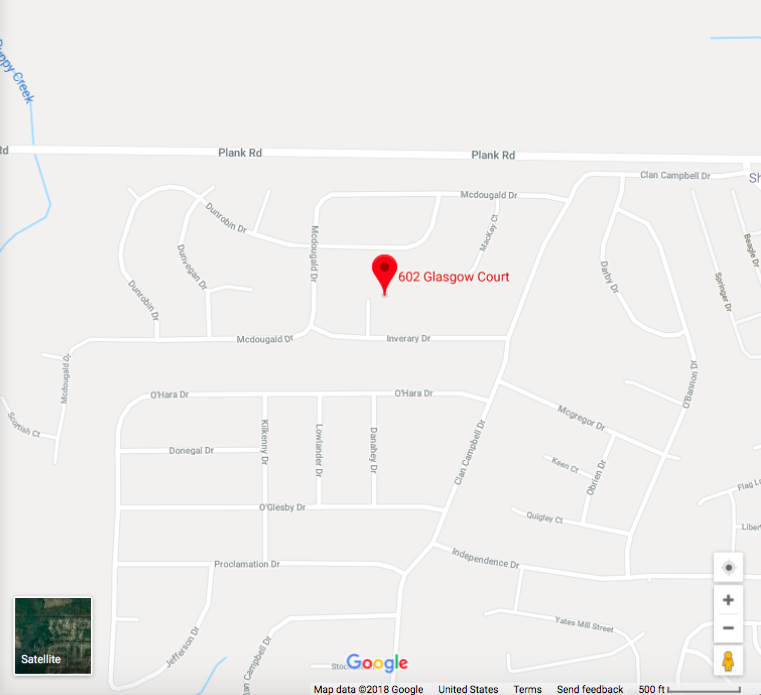 Puppy Creek
Rd
Plank Rd
Plank Rd
Clan Campbell Dr
Sh
Mcdougald Dr
Dunrobin Dr
Mcdougald Dr
MacKay Ct
Beagle Dr
Dunvegan Dr
602 Glasgow Court
Darby Dr
Springer Dr
Dunrobin Dr
Mcdougald Dr
Inverary Dr
Mcdougald Dr
O'Bannon Dr
O'Hara Dr
O'Hara Dr
Scottish Ct
Mcgregor Dr
Kilkenny Dr
Lowlander Dr
Danahey Dr
Clan Campbell Dr
Donegal Dr
Keen Ct
Obrien Dr
Flag L
O'Glesby Dr
Quigley Ct
Libert
Independence Dr
Proclamation Dr
Yates Mill Street
Jefferson Dr
Clan Campbell Dr
Satellite
Stoc
Google
Map data ©2018 Google United States Terms Send feedback 500 ft